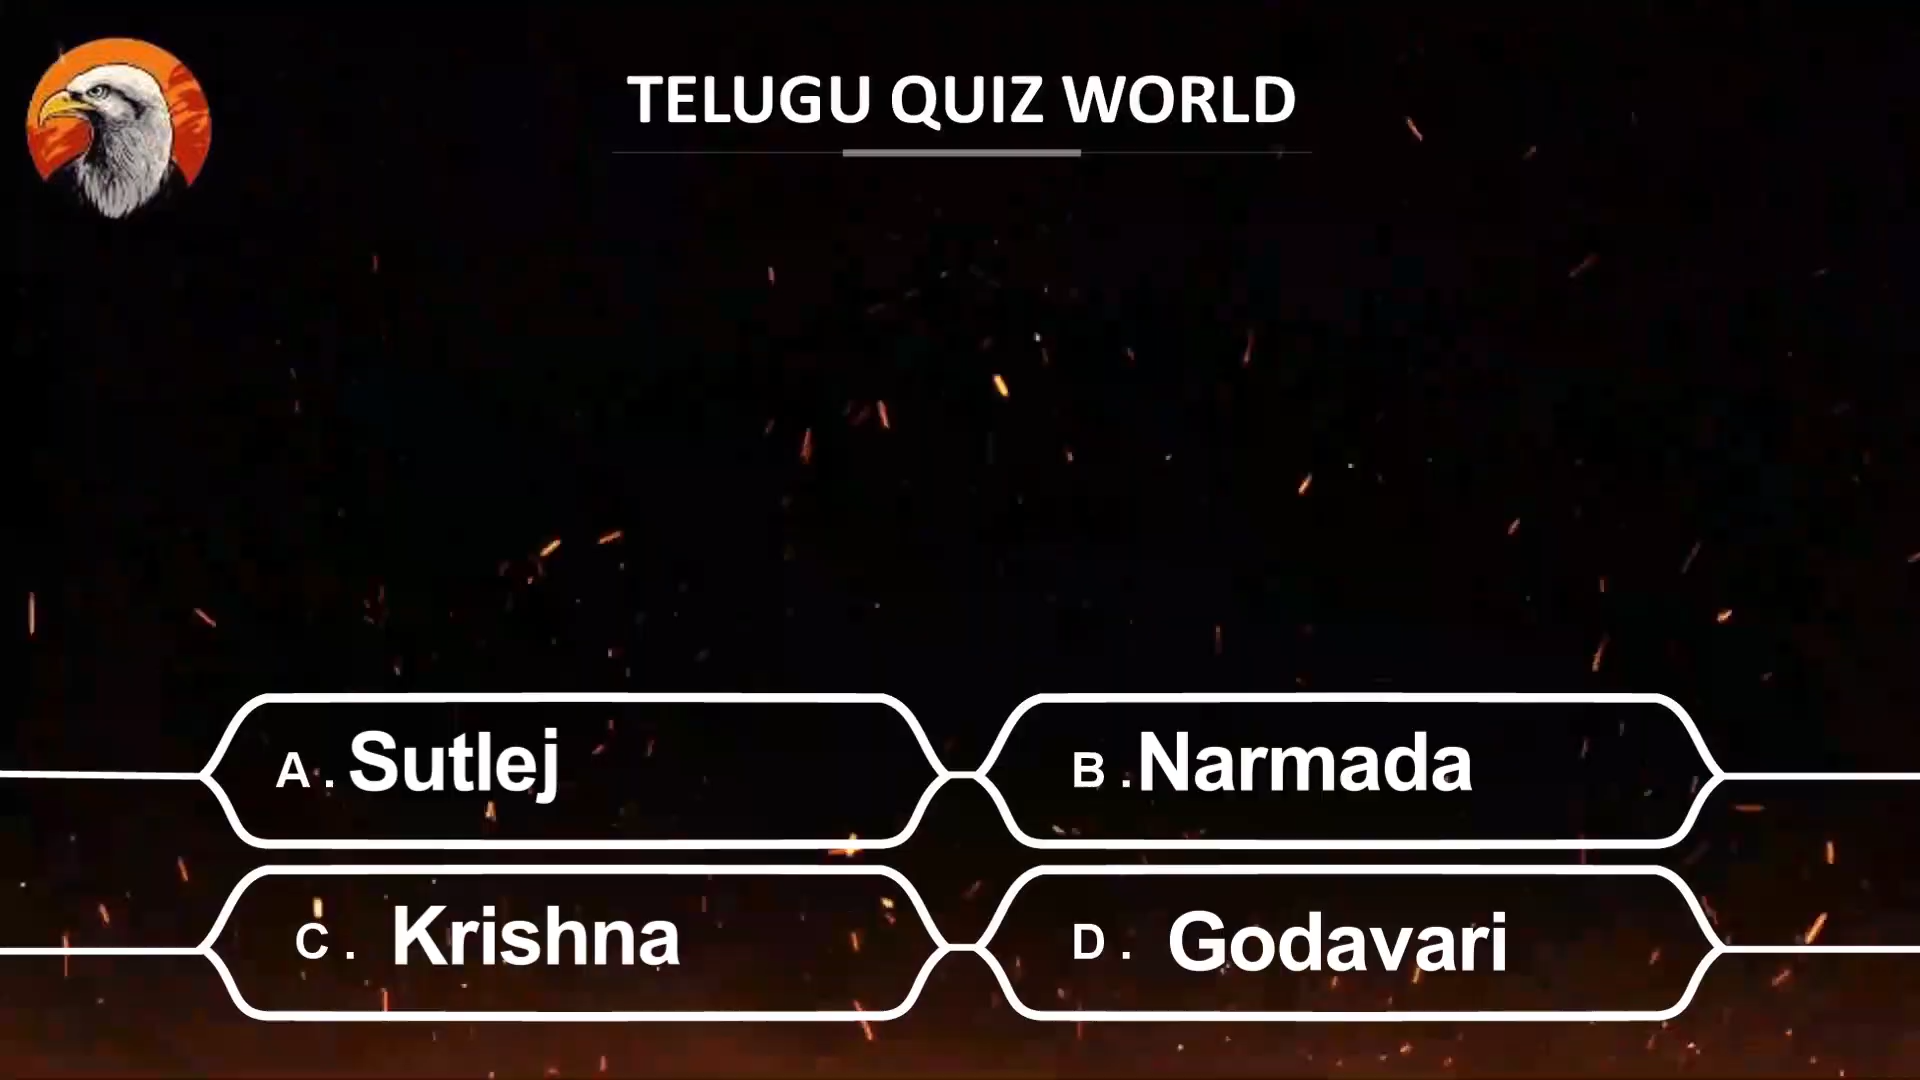 TELUGU QUIZ WORLD
A . Sutlej
B . Narmada
C . Krishna
D . Godavari